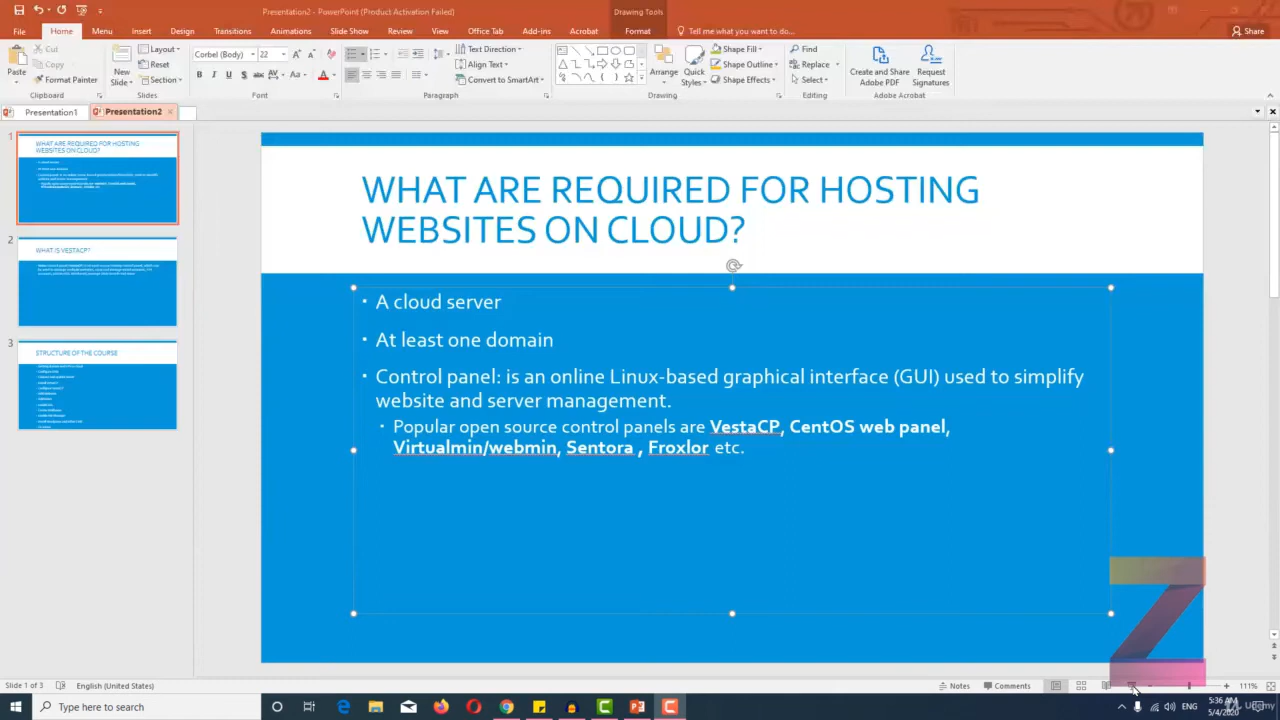 Presentation2 - PowerPoint (Product Activation Failed)
Drawing Tools
File Home Menu Insert Design Transitions Animations Slide Show Review View Office Tab Add-ins Acrobat Format Tell me what you want to do... Share
Paste Cut Copy Format Painter
New Slide Layout Reset Section
Corbel (Body) 22
B I U S abc AV Aa A
Text Direction Align Text Convert to SmartArt
Arrange Quick Styles Shape Fill Shape Outline Shape Effects
Find Replace Select
Create and Share Adobe PDF Request Signatures
Clipboard Slides Font Paragraph Drawing Editing Adobe Acrobat
Presentation1 Presentation2
1
WHAT ARE REQUIRED FOR HOSTING
WEBSITES ON CLOUD?
2
WHAT IS VESTACP?
3
STRUCTURE OF THE COURSE
WHAT ARE REQUIRED FOR HOSTING
WEBSITES ON CLOUD?
▪ A cloud server
▪ At least one domain
▪ Control panel: is an online Linux-based graphical interface (GUI) used to simplify
website and server management.
▪ Popular open source control panels are VestaCP, CentOS web panel,
Virtualmin/webmin, Sentora , Froxlor etc.
Slide 1 of 3 English (United States) Notes Comments 111%
Type here to search
5:36 AM
5/4/2020
Udemy